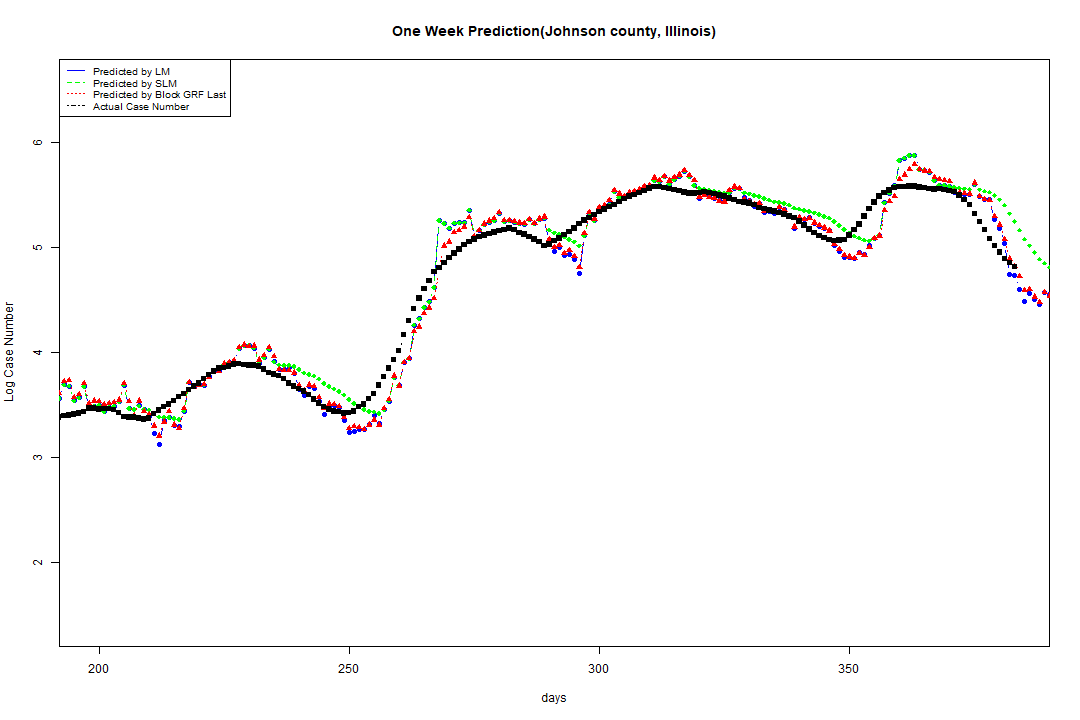 One Week Prediction(Johnson county, Illinois)
Predicted by LM
Predicted by SLM
Predicted by Block GRF Last
Actual Case Number
Log Case Number
6
5
4
3
2
200 250 300 350
days